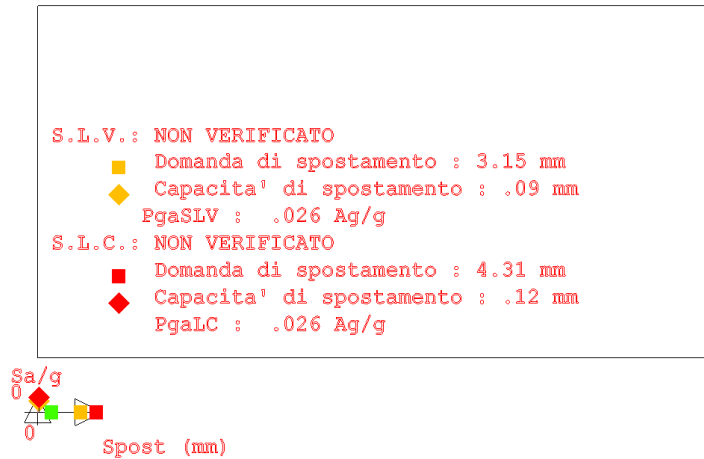 S.L.V.: NON VERIFICATO
Domanda di spostamento : 3.15 mm
Capacita' di spostamento : .09 mm
PgaSLV : .026 Ag/g
S.L.C.: NON VERIFICATO
Domanda di spostamento : 4.31 mm
Capacita' di spostamento : .12 mm
PgaLC : .026 Ag/g
Sa/g
0
0
Spost (mm)